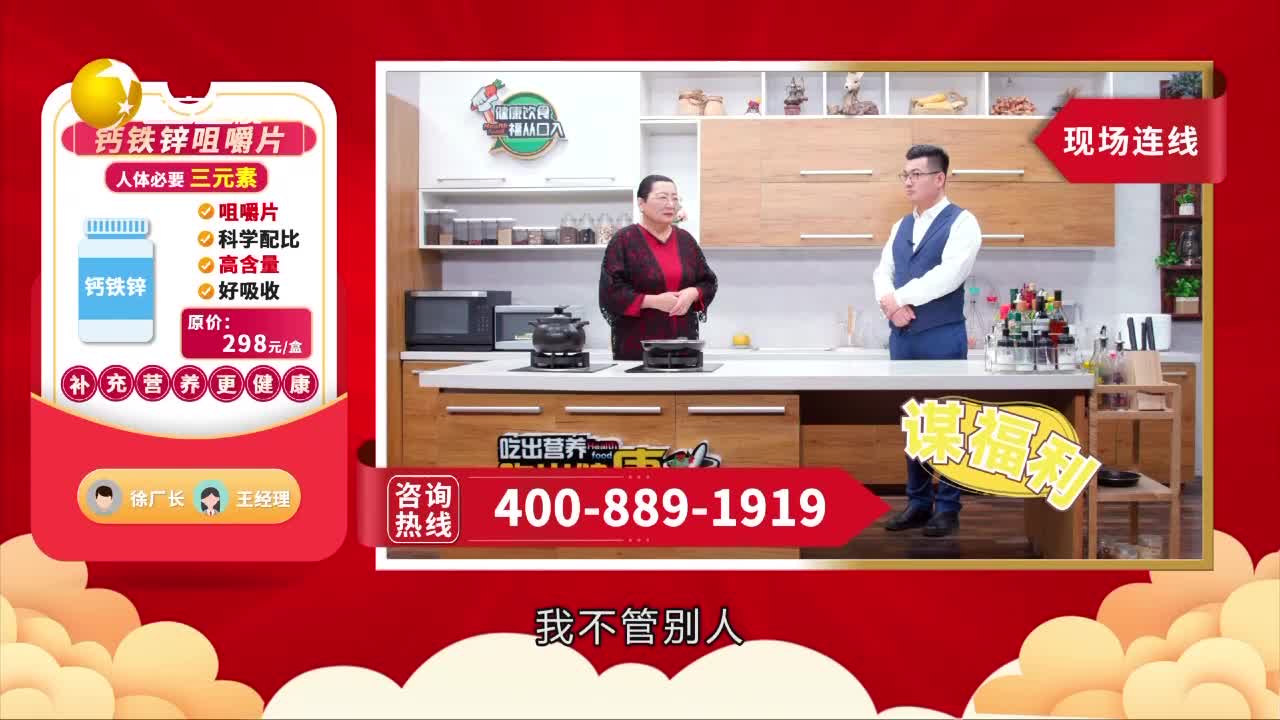 钙铁锌咀嚼片
人体必要 三元素
咀嚼片
科学配比
高含量
好吸收
钙铁锌
原价：
298元/盒
补充营养更健康
徐厂长 王经理
健康饮食
Health food
福从口入
现场连线
谋福利
吃出营养
Health
food
咨询
热线
400-889-1919
我不管别人